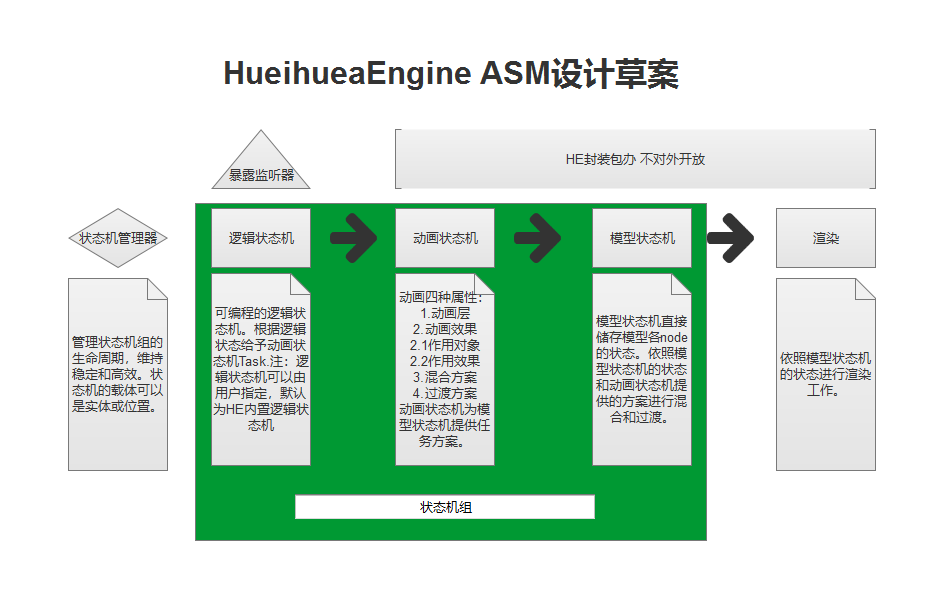 HueihueaEngine ASM设计草案
暴露监听器
HE封装包办 不对外开放
状态机管理器
逻辑状态机
动画状态机
模型状态机
渲染
管理状态机组的
生命周期，维持
稳定和高效。状
态机的载体可以
是实体或位置。
可编程的逻辑状
态机。根据逻辑
状态给予动画状
态机Task.注：逻
辑状态机可以由
用户指定，默认
为HE内置逻辑状
态机
动画四种属性：
1.动画层
2.动画效果
2.1作用对象
2.2作用效果
3.混合方案
4.过渡方案
动画状态机为模
型状态机提供任
务方案。
模型状态机直接
储存模型各node
的状态。依照模
型状态机的状态
和动画状态机提
供的方案进行混
合和过渡。
依照模型状态机
的状态进行渲染
工作。
状态机组